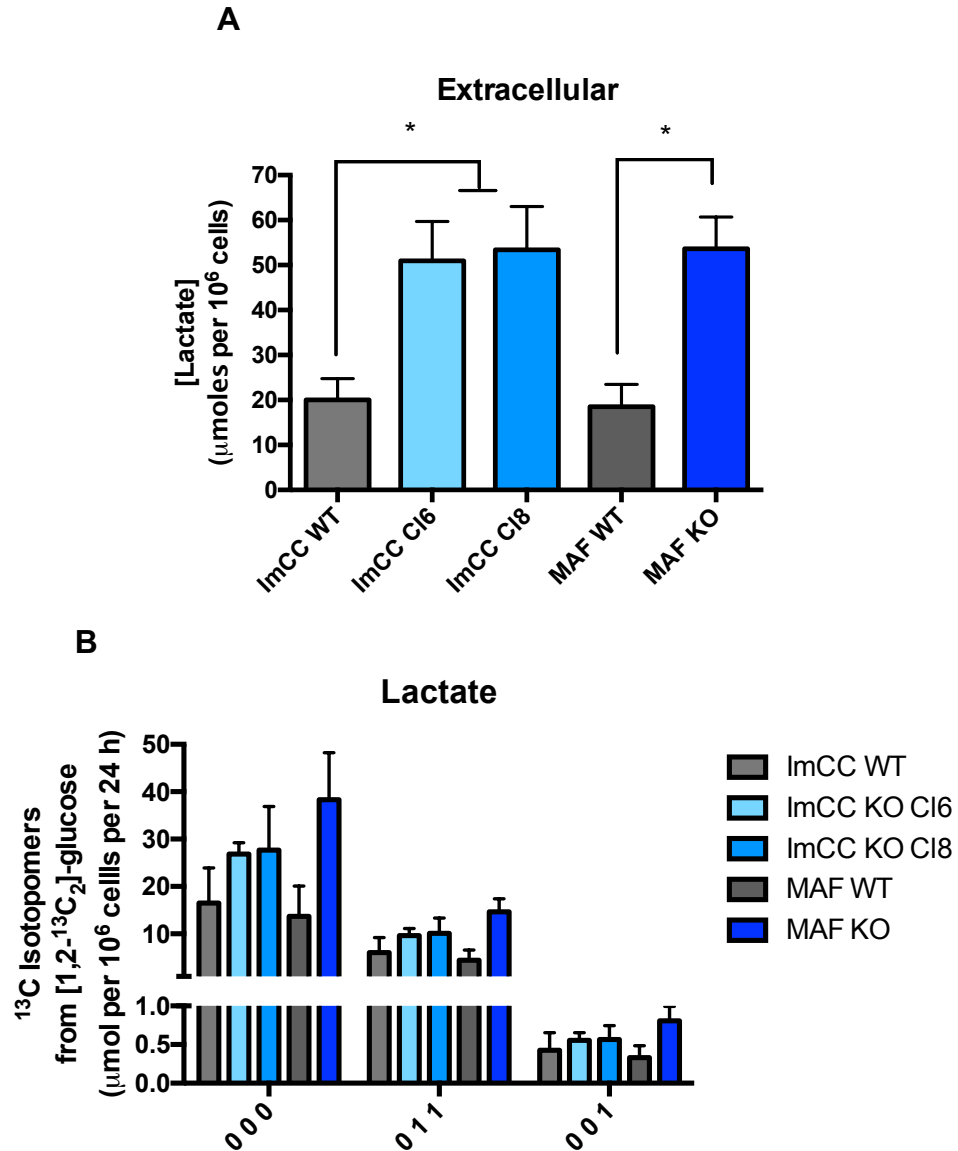 A
Extracellular
* *
[Lactate]
(μmoles per 10⁶ cells)
70
60
50
40
30
20
10
0
ImCC WT
ImCC Cl6
ImCC Cl8
MAF WT
MAF KO
B
Lactate
¹³C Isotopomers
from [1,2-¹³C₂]-glucose
(μmol per 10⁶ cellls per 24 h)
50
40
30
20
10
1.0
0.5
0.0
0 0 0
0 1 1
0 0 1
ImCC WT
ImCC KO Cl6
ImCC KO Cl8
MAF WT
MAF KO